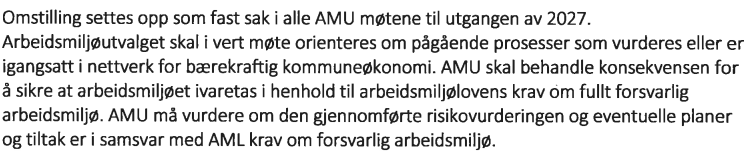 Omstilling settes opp som fast sak i alle AMU møtene til utgangen av 2027.
Arbeidsmiljøutvalget skal i vert møte orienteres om pågående prosesser som vurderes eller er
igangsatt i nettverk for bærekraftig kommuneøkonomi. AMU skal behandle konsekvensen for
å sikre at arbeidsmiljøet ivaretas i henhold til arbeidsmiljølovens krav om fullt forsvarlig
arbeidsmiljø. AMU må vurdere om den gjennomførte risikovurderingen og eventuelle planer
og tiltak er i samsvar med AML krav om forsvarlig arbeidsmiljø.